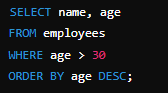 SELECT name, age
FROM employees
WHERE age > 30
ORDER BY age DESC;